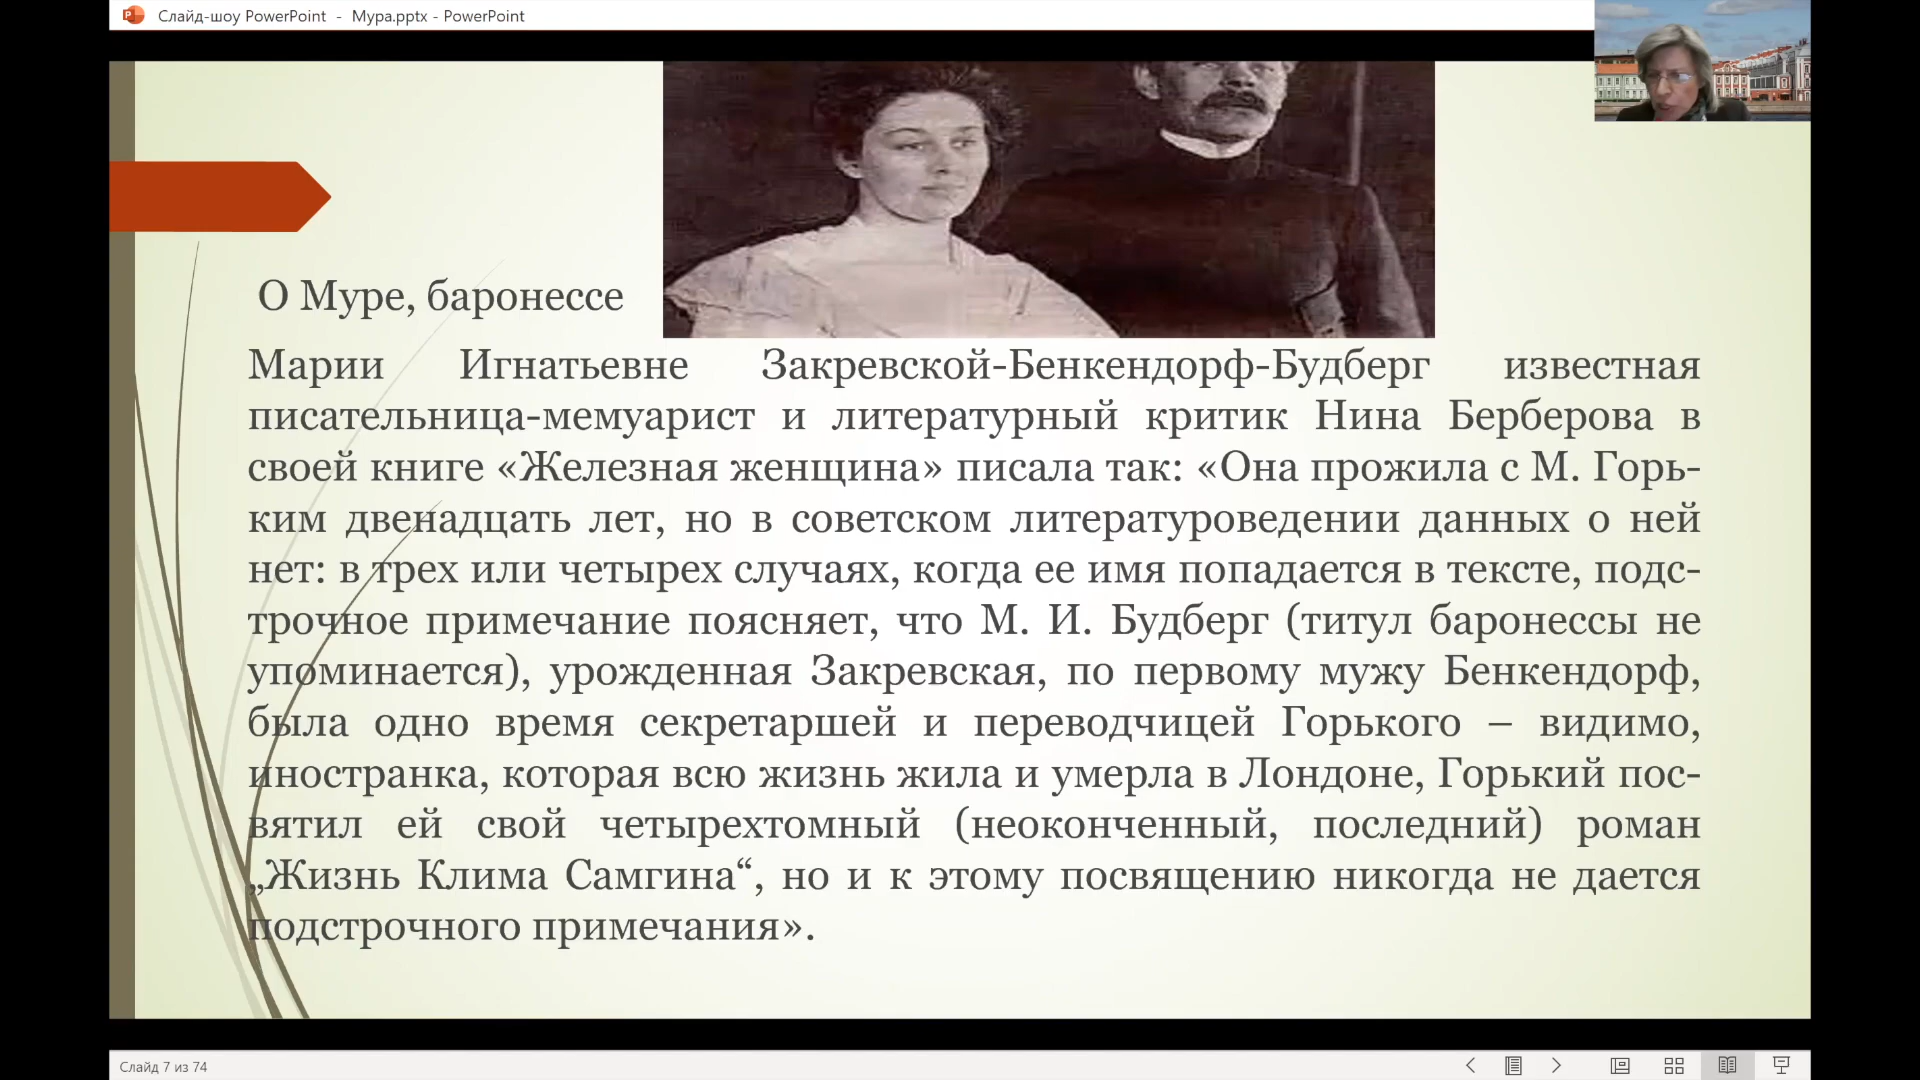 Слайд-шоу PowerPoint - Мура.pptx - PowerPoint
О Муре, баронессе
Марии Игнатьевне Закревской-Бенкендорф-Будберг известная
писательница-мемуарист и литературный критик Нина Берберова в
своей книге «Железная женщина» писала так: «Она прожила с М. Горь-
ким двенадцать лет, но в советском литературоведении данных о ней
нет: в трех или четырех случаях, когда ее имя попадается в тексте, подс-
трочное примечание поясняет, что М. И. Будберг (титул баронессы не
упоминается), урожденная Закревская, по первому мужу Бенкендорф,
была одно время секретаршей и переводчицей Горького – видимо,
иностранка, которая всю жизнь жила и умерла в Лондоне, Горький пос-
вятил ей свой четырехтомный (неоконченный, последний) роман
„Жизнь Клима Самгина“, но и к этому посвящению никогда не дается
подстрочного примечания».
Слайд 7 из 74